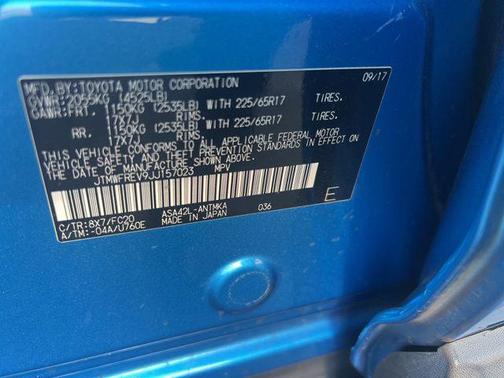 MFD.BY:TOYOTA MOTOR CORPORATION 09/17
GVWR:2055KG (4525LB)
GAWR:FRT. 1150KG (2535LB) WITH 225/65R17 TIRES.
17X7J RIMS.
RR. 1150KG (2535LB) WITH 225/65R17 TIRES.
17X7J RIMS.
THIS VEHICLE CONFORMS TO ALL APPLICABLE FEDERAL MOTOR
VEHICLE SAFETY AND THEFT PREVENTION STANDARDS IN EFFECT ON
THE DATE OF MANUFACTURE SHOWN ABOVE.
JTMWFREV9JJ157023 MPV
C/TR:8X7/FC20 ASA42L-ANTMKA 036 E
A/TM:-04A/U760E MADE IN JAPAN